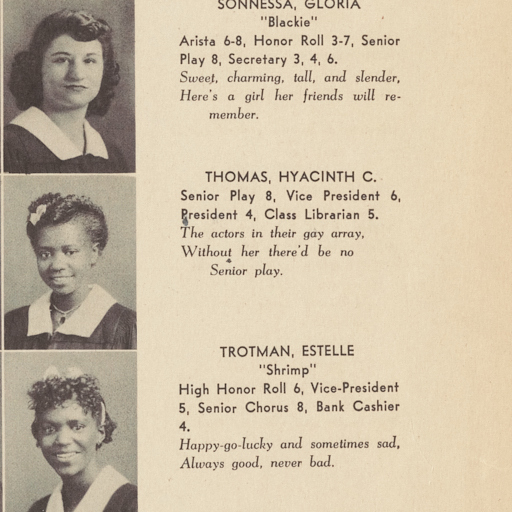 SONNESSA, GLORIA
"Blackie"
Arista 6-8, Honor Roll 3-7, Senior
Play 8, Secretary 3, 4, 6.
Sweet, charming, tall, and slender,
Here's a girl her friends will re-
member.
THOMAS, HYACINTH C.
Senior Play 8, Vice President 6,
President 4, Class Librarian 5.
The actors in their gay array,
Without her there'd be no
Senior play.
TROTMAN, ESTELLE
"Shrimp"
High Honor Roll 6, Vice-President
5, Senior Chorus 8, Bank Cashier
4.
Happy-go-lucky and sometimes sad,
Always good, never bad.